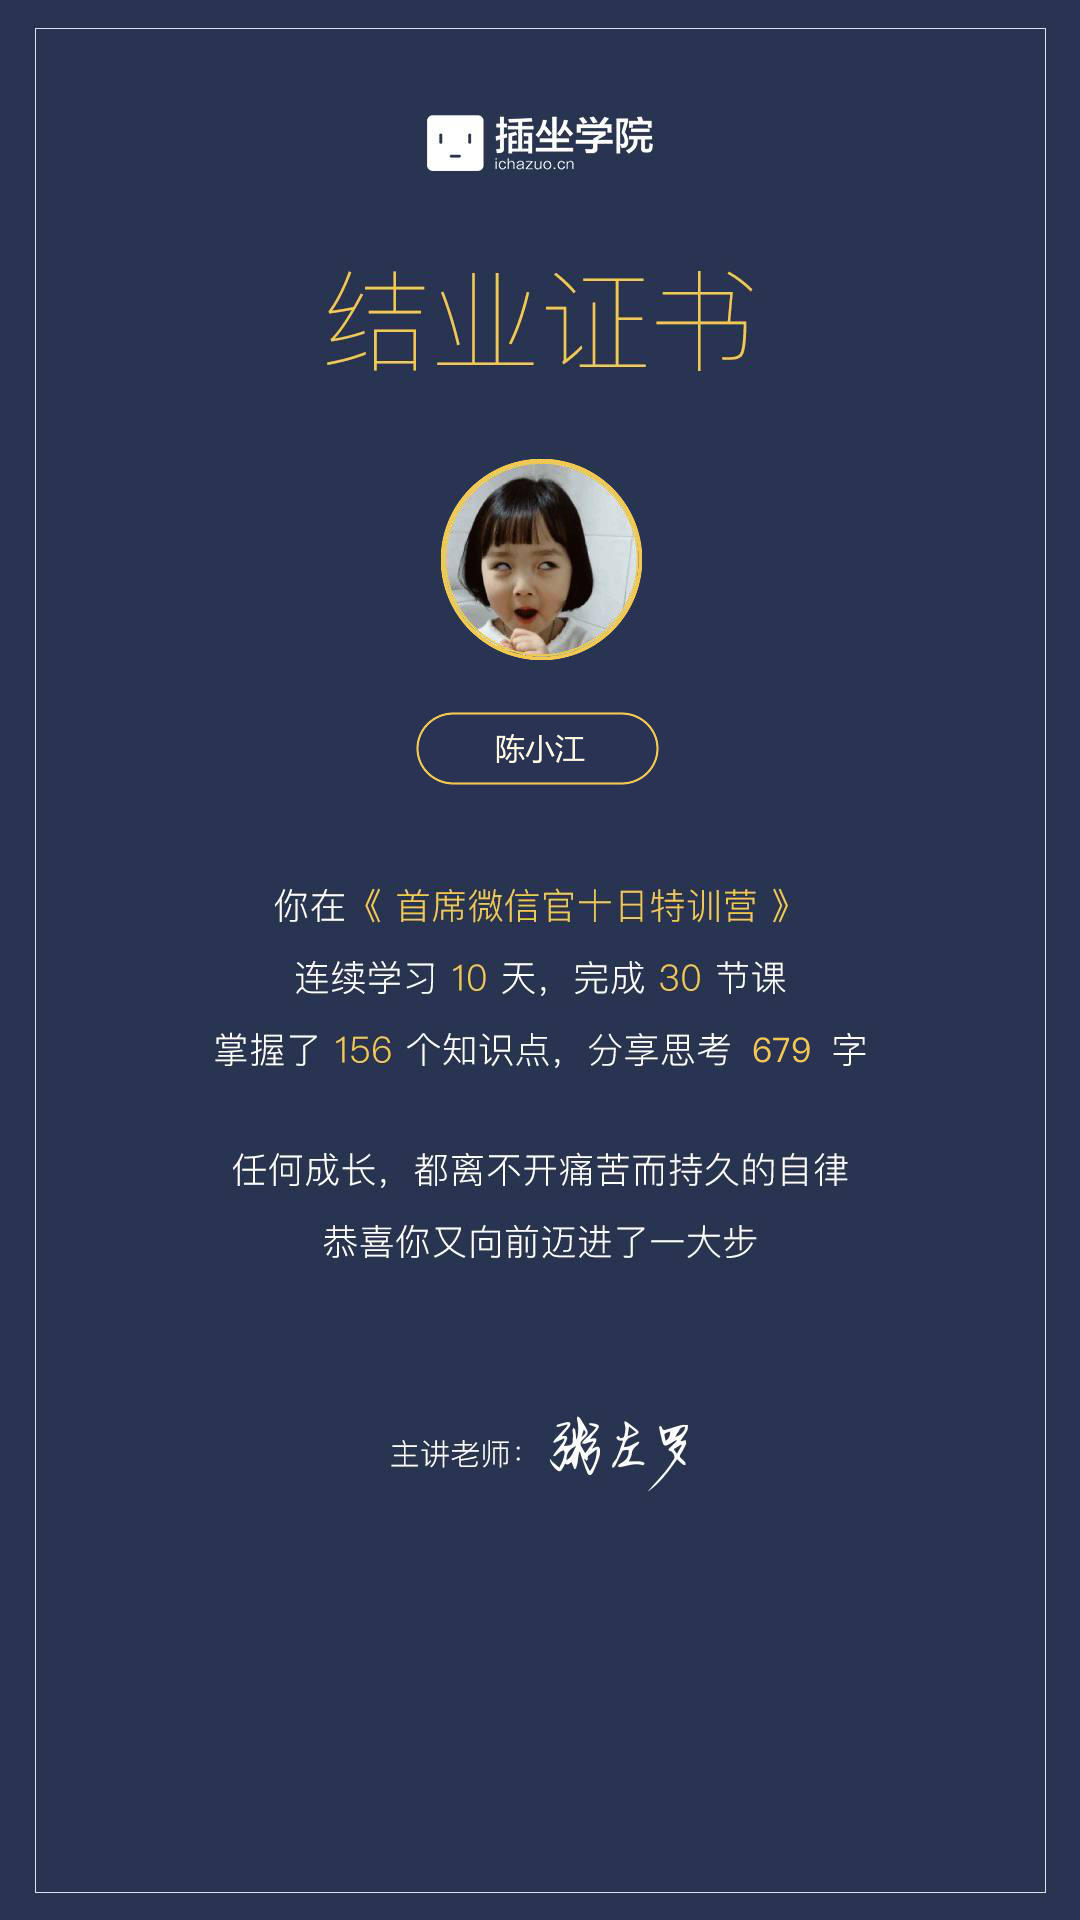 插坐学院
ichazuo.cn
结业证书
陈小江
你在《 首席微信官十日特训营 》
连续学习 10 天，完成 30 节课
掌握了 156 个知识点，分享思考 679 字
任何成长，都离不开痛苦而持久的自律
恭喜你又向前迈进了一大步
主讲老师：粥左罗